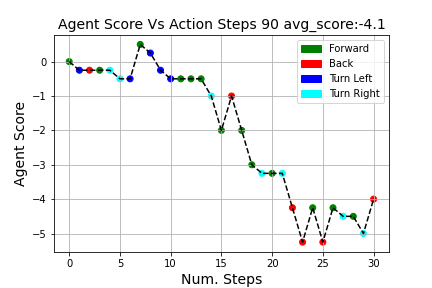 Agent Score Vs Action Steps 90 avg_score:-4.1
Forward
Back
Turn Left
Turn Right
Agent Score
0
−1
−2
−3
−4
−5
0 5 10 15 20 25 30
Num. Steps